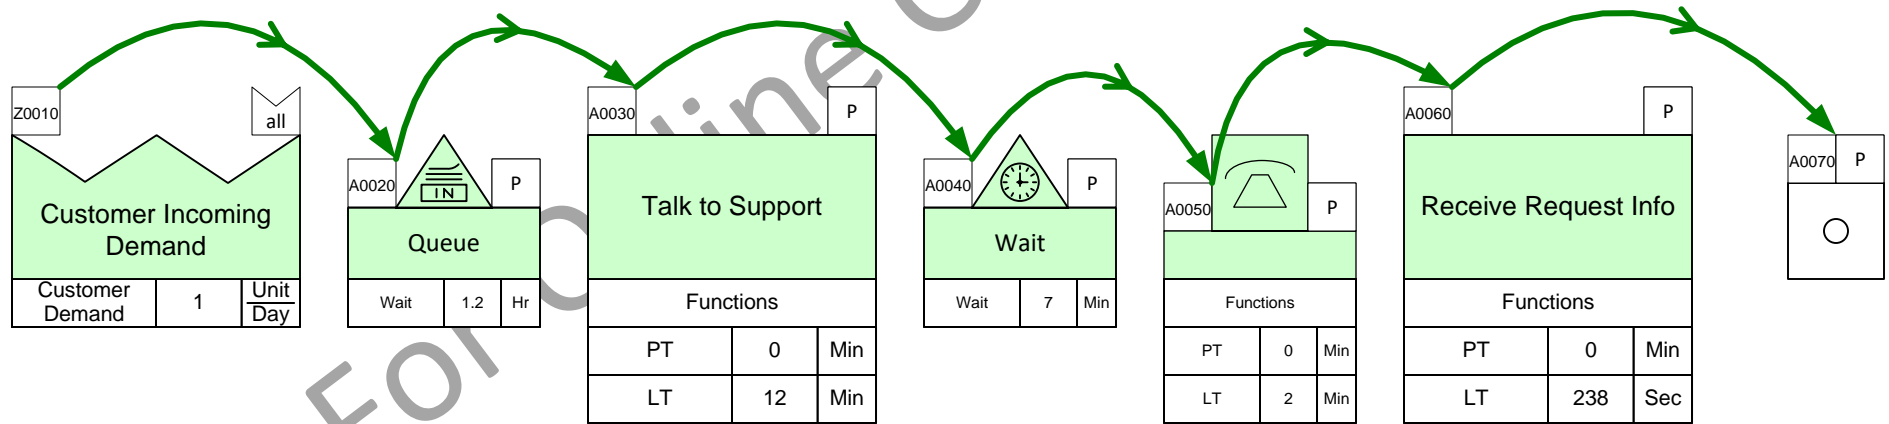 Z0010
all
Customer Incoming
Demand
Customer
Demand
1
Unit
Day
A0020
IN
P
Queue
Wait 1.2 Hr
A0030
P
Talk to Support
Functions
PT 0 Min
LT 12 Min
A0040
P
Wait
Wait 7 Min
A0050
P
Functions
PT 0 Min
LT 2 Min
A0060
P
Receive Request Info
Functions
PT 0 Min
LT 238 Sec
A0070
P
For Online